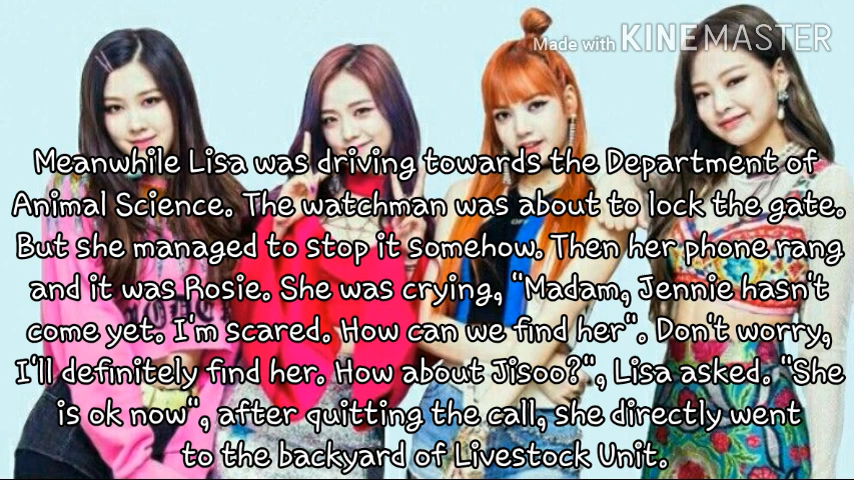 Made with KINEMASTER
Meanwhile Lisa was driving towards the Department of
Animal Science. The watchman was about to lock the gate.
But she managed to stop it somehow. Then her phone rang
and it was Rosie. She was crying, "Madam, Jennie hasn't
come yet. I'm scared. How can we find her". Don't worry,
I'll definitely find her. How about Jisoo?", Lisa asked. "She
is ok now", after quitting the call, she directly went
to the backyard of Livestock Unit.